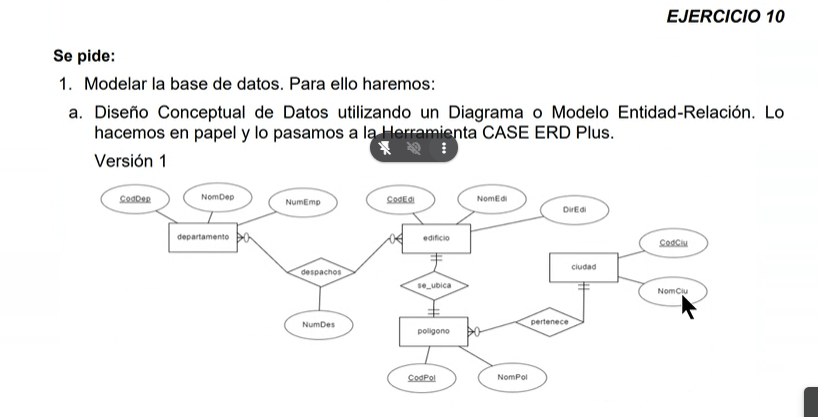 EJERCICIO 10
Se pide:
1. Modelar la base de datos. Para ello haremos:
a. Diseño Conceptual de Datos utilizando un Diagrama o Modelo Entidad-Relación. Lo
hacemos en papel y lo pasamos a la Herramienta CASE ERD Plus.
Versión 1
CodDep
NomDep
NumEmp
CodEdi
NomEdi
DirEdi
departamento
edificio
CodCiu
despachos
ciudad
se_ubica
NomCiu
NumDes
poligono
pertenece
CodPol
NomPol